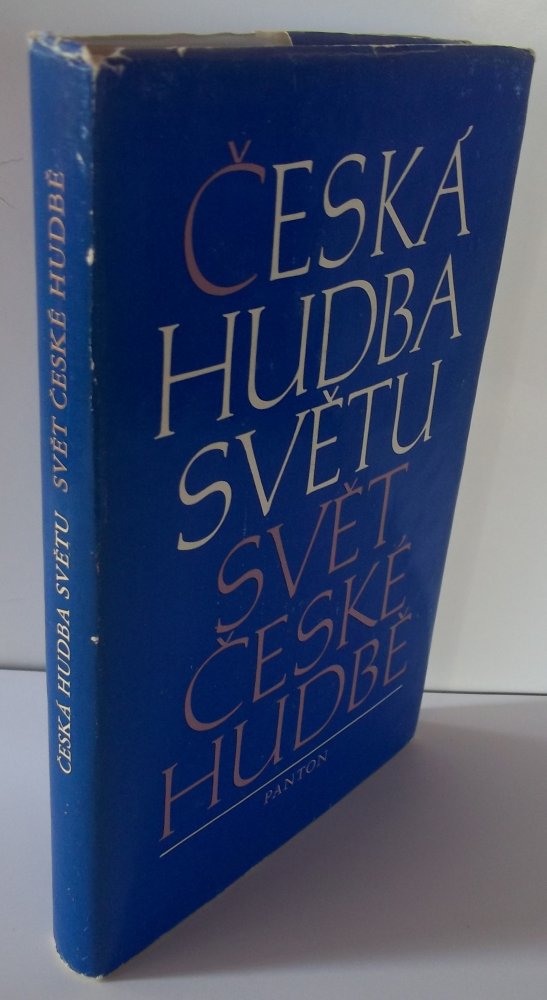 ČESKÁ HUDBA SVĚTU SVĚT ČESKÉ HUDBĚ
ČESKÁ
HUDBA
SVĚTU
SVĚT
ČESKÉ
HUDBĚ
PANTON